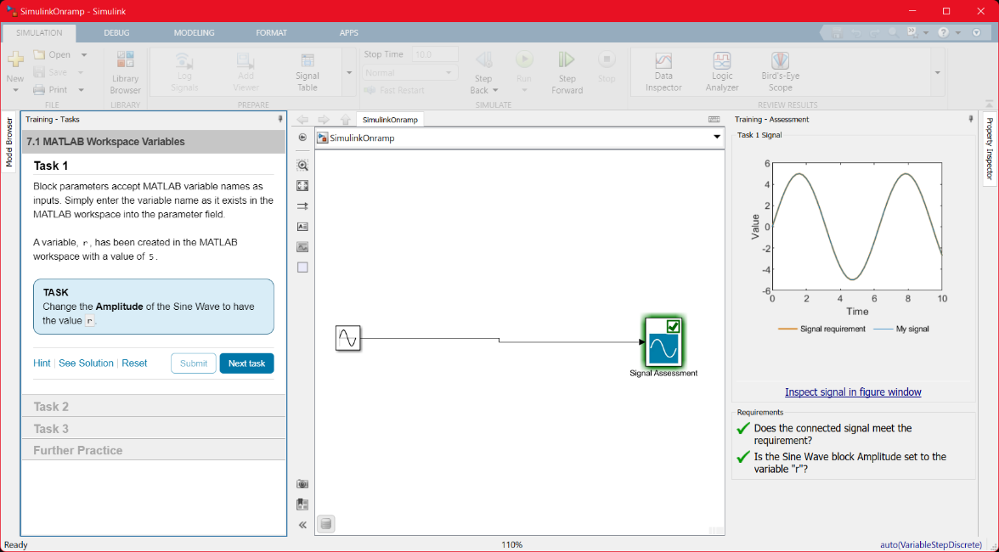 SimulinkOnramp - Simulink
SIMULATION
DEBUG
MODELING
FORMAT
APPS
New
Open
Save
Print
FILE
Library
Browser
LIBRARY
Log
Signals
Add
Viewer
Signal
Table
PREPARE
Stop Time 10.0
Normal
Fast Restart
Step
Back
Run
Step
Forward
Stop
SIMULATE
Data
Inspector
Logic
Analyzer
Bird's-Eye
Scope
REVIEW RESULTS
Model Browser
Training - Tasks
7.1 MATLAB Workspace Variables
Task 1
Block parameters accept MATLAB variable names as
inputs. Simply enter the variable name as it exists in the
MATLAB workspace into the parameter field.
A variable, r, has been created in the MATLAB
workspace with a value of 5.
TASK
Change the Amplitude of the Sine Wave to have
the value r.
Hint | See Solution | Reset
Submit
Next task
Task 2
Task 3
Further Practice
SimulinkOnramp
SimulinkOnramp
Signal Assessment
Training - Assessment
Property Inspector
Task 1 Signal
6
4
2
0
-2
-4
-6
Value
0 2 4 6 8 10
Time
Signal requirement
My signal
Inspect signal in figure window
Requirements
Does the connected signal meet the
requirement?
Is the Sine Wave block Amplitude set to the
variable "r"?
Ready
110%
auto(VariableStepDiscrete)